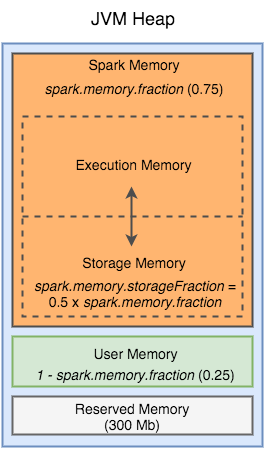 JVM Heap
Spark Memory
spark.memory.fraction (0.75)
Execution Memory
Storage Memory
spark.memory.storageFraction =
0.5 x spark.memory.fraction
User Memory
1 - spark.memory.fraction (0.25)
Reserved Memory
(300 Mb)